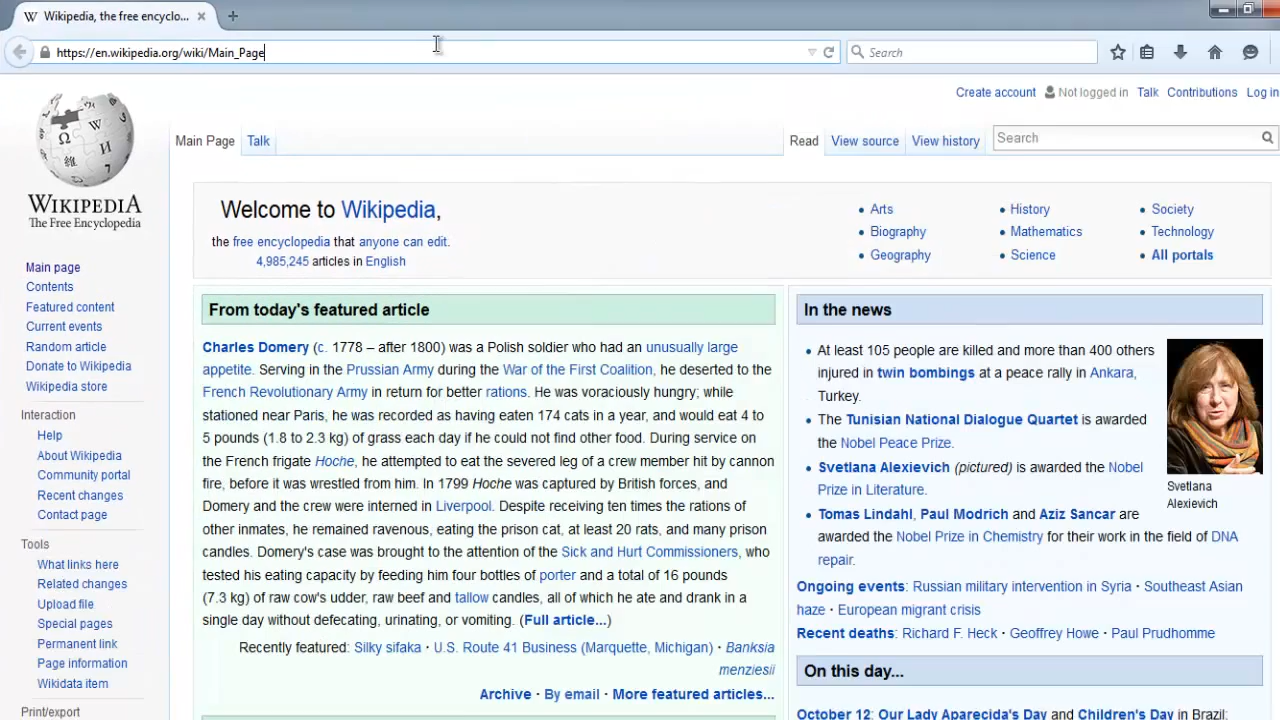 Wikipedia, the free encyclo...
https://en.wikipedia.org/wiki/Main_Page
Search
Create account
Not logged in
Talk
Contributions
Log in
Main Page
Talk
Read
View source
View history
Search
WIKIPEDIA
The Free Encyclopedia
Main page
Contents
Featured content
Current events
Random article
Donate to Wikipedia
Wikipedia store
Interaction
Help
About Wikipedia
Community portal
Recent changes
Contact page
Tools
What links here
Related changes
Upload file
Special pages
Permanent link
Page information
Wikidata item
Print/export
Welcome to Wikipedia,
the free encyclopedia that anyone can edit.
4,985,245 articles in English
• Arts
• Biography
• Geography
• History
• Mathematics
• Science
• Society
• Technology
• All portals
From today's featured article
Charles Domery (c. 1778 – after 1800) was a Polish soldier who had an unusually large
appetite. Serving in the Prussian Army during the War of the First Coalition, he deserted to the
French Revolutionary Army in return for better rations. He was voraciously hungry; while
stationed near Paris, he was recorded as having eaten 174 cats in a year, and would eat 4 to
5 pounds (1.8 to 2.3 kg) of grass each day if he could not find other food. During service on
the French frigate Hoche, he attempted to eat the severed leg of a crew member hit by cannon
fire, before it was wrestled from him. In 1799 Hoche was captured by British forces, and
Domery and the crew were interned in Liverpool. Despite receiving ten times the rations of
other inmates, he remained ravenous, eating the prison cat, at least 20 rats, and many prison
candles. Domery's case was brought to the attention of the Sick and Hurt Commissioners, who
tested his eating capacity by feeding him four bottles of porter and a total of 16 pounds
(7.3 kg) of raw cow's udder, raw beef and tallow candles, all of which he ate and drank in a
single day without defecating, urinating, or vomiting. (Full article...)
Recently featured: Silky sifaka · U.S. Route 41 Business (Marquette, Michigan) · Banksia
menziesii
Archive · By email · More featured articles...
In the news
• At least 105 people are killed and more than 400 others
injured in twin bombings at a peace rally in Ankara,
Turkey.
• The Tunisian National Dialogue Quartet is awarded
the Nobel Peace Prize.
• Svetlana Alexievich (pictured) is awarded the Nobel
Prize in Literature.
• Tomas Lindahl, Paul Modrich and Aziz Sancar are
awarded the Nobel Prize in Chemistry for their work in the field of DNA
repair.
Svetlana
Alexievich
Ongoing events: Russian military intervention in Syria · Southeast Asian
haze · European migrant crisis
Recent deaths: Richard F. Heck · Geoffrey Howe · Paul Prudhomme
On this day...
October 12: Our Lady Aparecida's Day and Children's Day in Brazil;